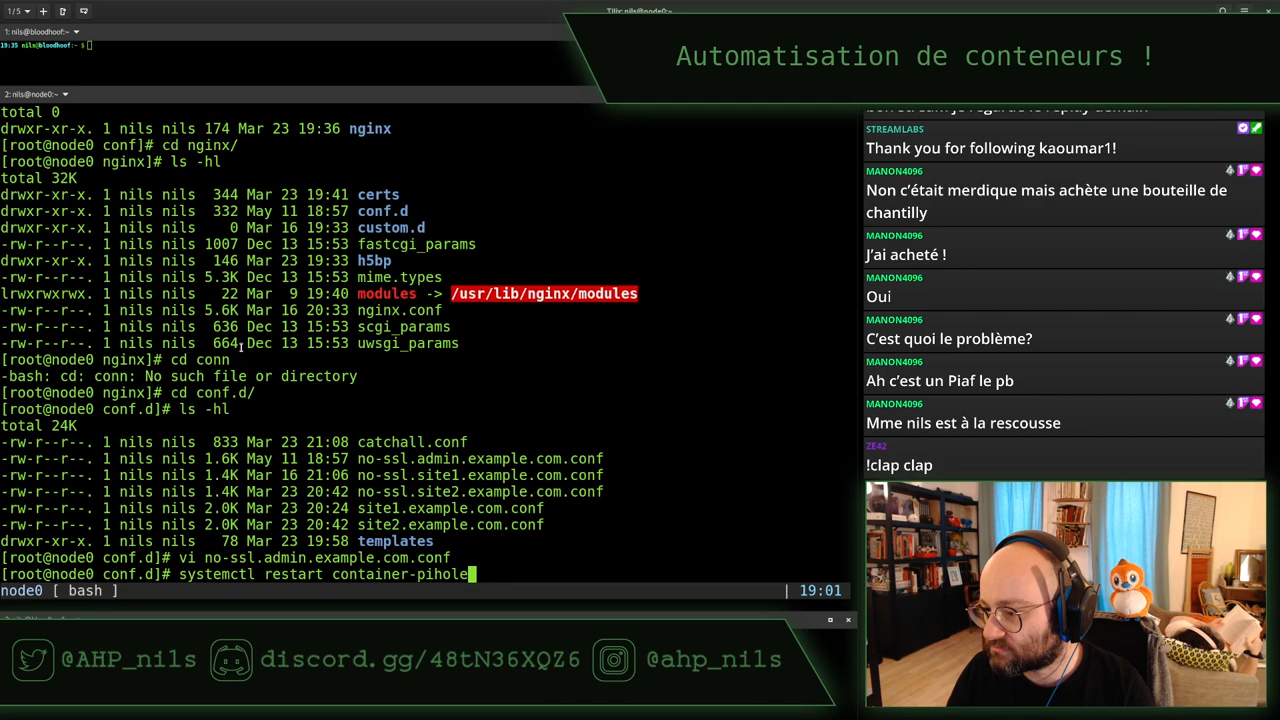 1 / 5
Tilix: nils@node0:~
1: nils@bloodhoof:~
19:35 nils@bloodhoof:~ $
Automatisation de conteneurs !
2: nils@node0:~
total 0
drwxr-xr-x. 1 nils nils 174 Mar 23 19:36 nginx
[root@node0 conf]# cd nginx/
[root@node0 nginx]# ls -hl
total 32K
drwxr-xr-x. 1 nils nils  344 Mar 23 19:41 certs
drwxr-xr-x. 1 nils nils  332 May 11 18:57 conf.d
drwxr-xr-x. 1 nils nils    0 Mar 16 19:33 custom.d
-rw-r--r--. 1 nils nils 1007 Dec 13 15:53 fastcgi_params
drwxr-xr-x. 1 nils nils  146 Mar 23 19:33 h5bp
-rw-r--r--. 1 nils nils 5.3K Dec 13 15:53 mime.types
lrwxrwxrwx. 1 nils nils   22 Mar  9 19:40 modules -> /usr/lib/nginx/modules
-rw-r--r--. 1 nils nils 5.6K Mar 16 20:33 nginx.conf
-rw-r--r--. 1 nils nils  636 Dec 13 15:53 scgi_params
-rw-r--r--. 1 nils nils  664 Dec 13 15:53 uwsgi_params
[root@node0 nginx]# cd conn
-bash: cd: conn: No such file or directory
[root@node0 nginx]# cd conf.d/
[root@node0 conf.d]# ls -hl
total 24K
-rw-r--r--. 1 nils nils  833 Mar 23 21:08 catchall.conf
-rw-r--r--. 1 nils nils 1.6K May 11 18:57 no-ssl.admin.example.com.conf
-rw-r--r--. 1 nils nils 1.4K Mar 16 21:06 no-ssl.site1.example.com.conf
-rw-r--r--. 1 nils nils 1.4K Mar 23 20:42 no-ssl.site2.example.com.conf
-rw-r--r--. 1 nils nils 2.0K Mar 23 20:24 site1.example.com.conf
-rw-r--r--. 1 nils nils 2.0K Mar 23 20:42 site2.example.com.conf
drwxr-xr-x. 1 nils nils   78 Mar 23 19:58 templates
[root@node0 conf.d]# vi no-ssl.admin.example.com.conf
[root@node0 conf.d]# systemctl restart container-pihole
node0 [ bash ] | 19:01
STREAMLABS
Thank you for following kaoumar1!
MANON4096
Non c'était merdique mais achète une bouteille de
chantilly
MANON4096
J'ai acheté !
MANON4096
Oui
MANON4096
C'est quoi le problème?
MANON4096
Ah c'est un Piaf le pb
MANON4096
Mme nils est à la rescousse
ZE42
!clap clap
@AHP_nils
discord.gg/48tN36XQZ6
@ahp_nils